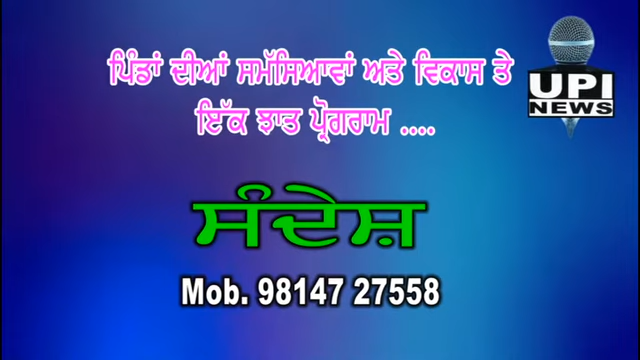 ਪਿੰਡਾਂ ਦੀਆਂ ਸਮੱਸਿਆਵਾਂ ਅਤੇ ਵਿਕਾਸ ਤੇ
ਇੱਕ ਝਾਤ ਪ੍ਰੋਗਰਾਮ ....
UPI
NEWS
ਸੰਦੇਸ਼
Mob. 98147 27558